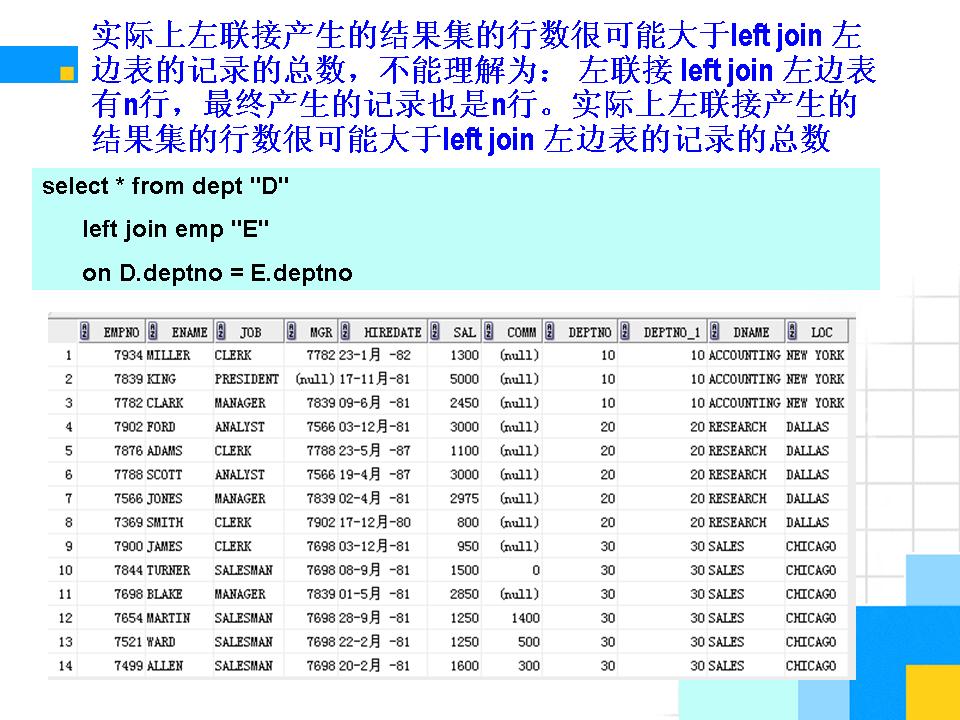 实际上左联接产生的结果集的行数很可能大于left join 左
边表的记录的总数，不能理解为： 左联接 left join 左边表
有n行，最终产生的记录也是n行。实际上左联接产生的
结果集的行数很可能大于left join 左边表的记录的总数
select * from dept "D"
left join emp "E"
on D.deptno = E.deptno
EMPNO ENAME JOB MGR HIREDATE SAL COMM DEPTNO DEPTNO_1 DNAME LOC
1 7934 MILLER CLERK 7782 23-1月 -82 1300 (null) 10 10 ACCOUNTING NEW YORK
2 7839 KING PRESIDENT (null) 17-11月-81 5000 (null) 10 10 ACCOUNTING NEW YORK
3 7782 CLARK MANAGER 7839 09-6月 -81 2450 (null) 10 10 ACCOUNTING NEW YORK
4 7902 FORD ANALYST 7566 03-12月-81 3000 (null) 20 20 RESEARCH DALLAS
5 7876 ADAMS CLERK 7788 23-5月 -87 1100 (null) 20 20 RESEARCH DALLAS
6 7788 SCOTT ANALYST 7566 19-4月 -87 3000 (null) 20 20 RESEARCH DALLAS
7 7566 JONES MANAGER 7839 02-4月 -81 2975 (null) 20 20 RESEARCH DALLAS
8 7369 SMITH CLERK 7902 17-12月-80 800 (null) 20 20 RESEARCH DALLAS
9 7900 JAMES CLERK 7698 03-12月-81 950 (null) 30 30 SALES CHICAGO
10 7844 TURNER SALESMAN 7698 08-9月 -81 1500 0 30 30 SALES CHICAGO
11 7698 BLAKE MANAGER 7839 01-5月 -81 2850 (null) 30 30 SALES CHICAGO
12 7654 MARTIN SALESMAN 7698 28-9月 -81 1250 1400 30 30 SALES CHICAGO
13 7521 WARD SALESMAN 7698 22-2月 -81 1250 500 30 30 SALES CHICAGO
14 7499 ALLEN SALESMAN 7698 20-2月 -81 1600 300 30 30 SALES CHICAGO